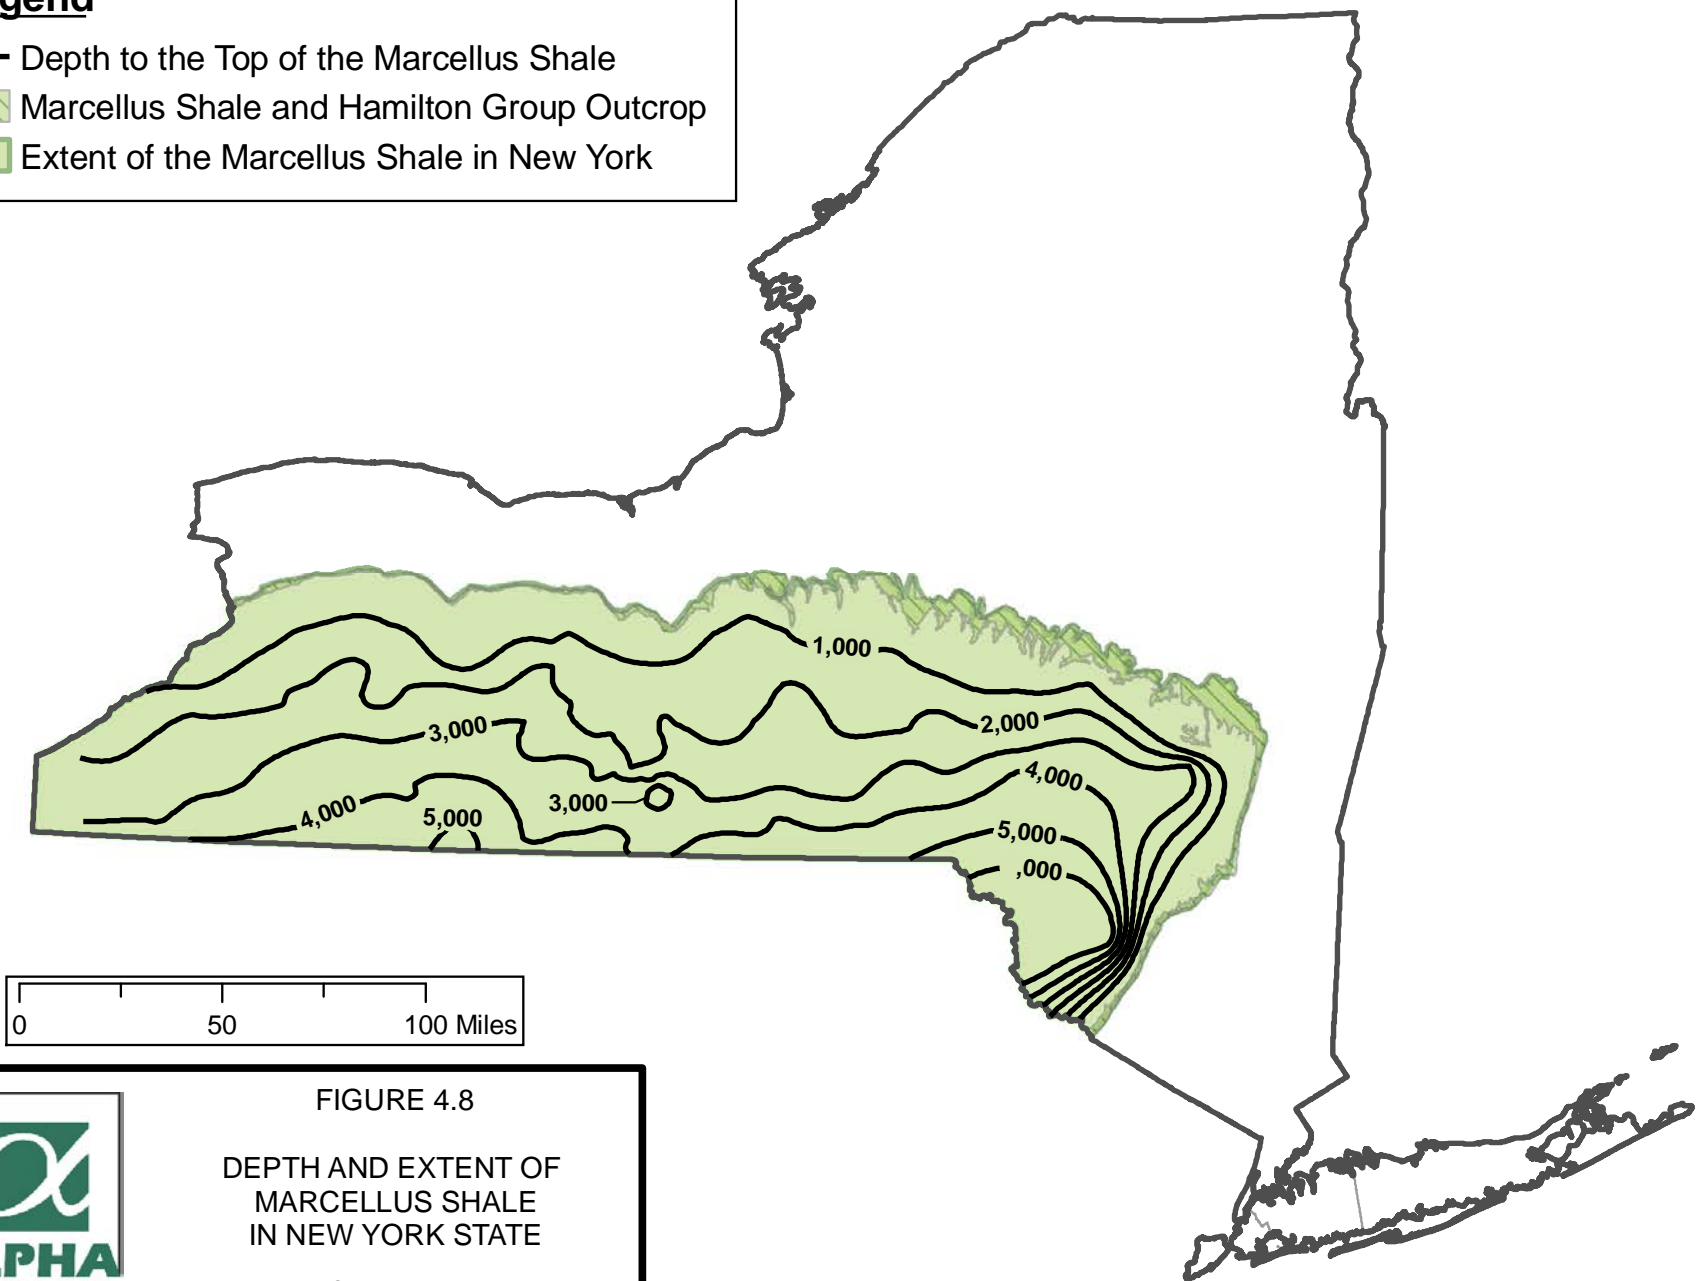 gend
Depth to the Top of the Marcellus Shale
Marcellus Shale and Hamilton Group Outcrop
Extent of the Marcellus Shale in New York
1,000
2,000
3,000
4,000
3,000
4,000
5,000
5,000
,000
0 50 100 Miles
FIGURE 4.8
DEPTH AND EXTENT OF
MARCELLUS SHALE
IN NEW YORK STATE
LPHA